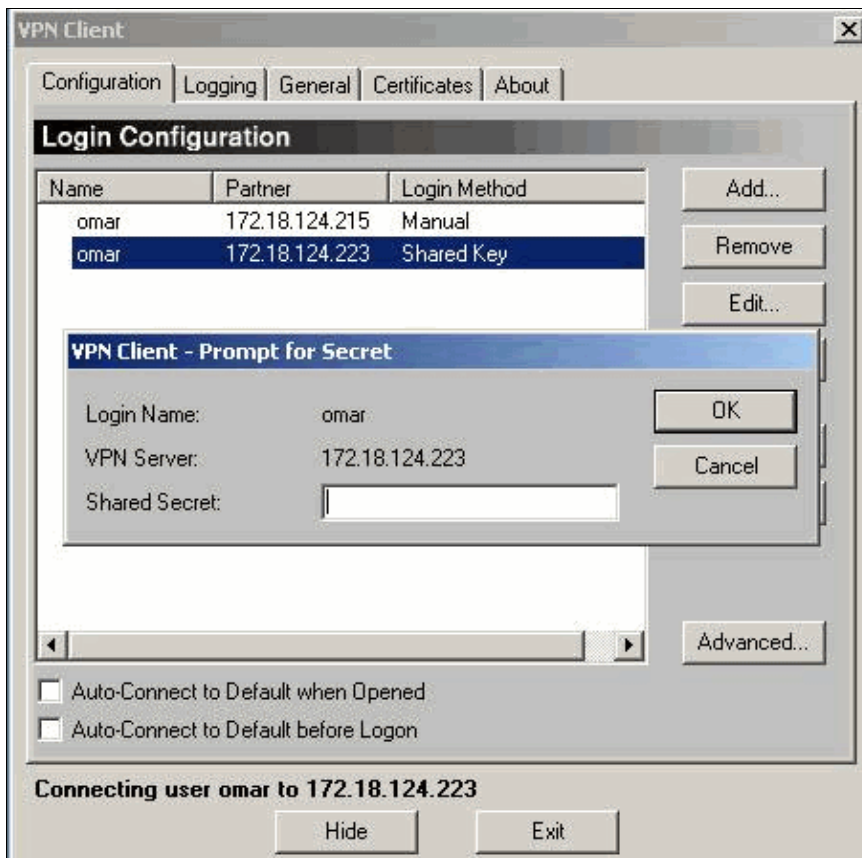 VPN Client
Configuration Logging General Certificates About
Login Configuration
Name Partner Login Method
omar 172.18.124.215 Manual
omar 172.18.124.223 Shared Key
Add...
Remove
Edit...
VPN Client - Prompt for Secret
Login Name: omar
VPN Server: 172.18.124.223
Shared Secret:
OK
Cancel
Advanced...
Auto-Connect to Default when Opened
Auto-Connect to Default before Logon
Connecting user omar to 172.18.124.223
Hide Exit